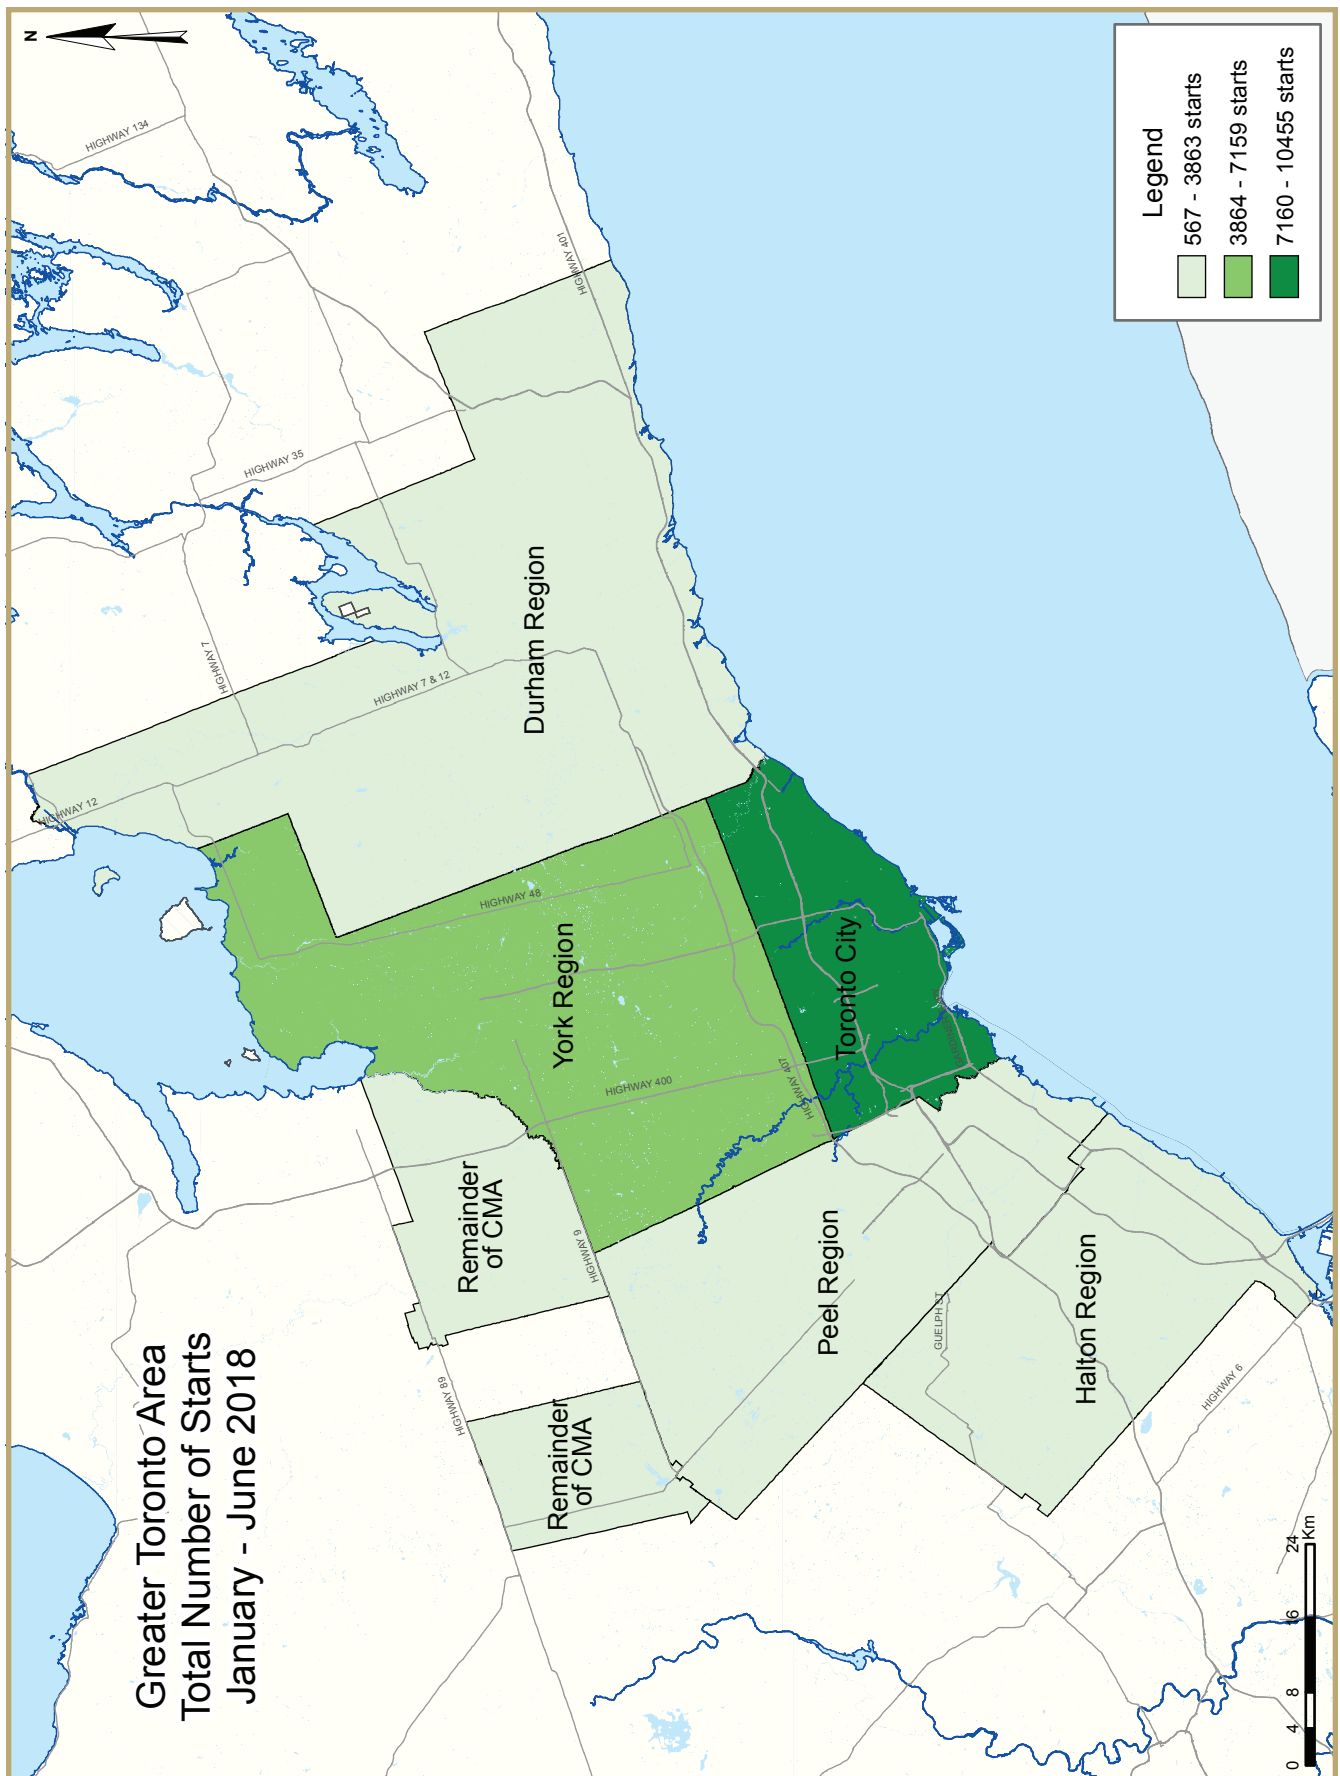 Greater Toronto Area
Total Number of Starts
January - June 2018
N
HIGHWAY 89
Remainder
of CMA
Remainder
of CMA
HIGHWAY 9
HIGHWAY 400
York Region
HIGHWAY 48
HIGHWAY 12
HIGHWAY 7
HIGHWAY 7 & 12
Durham Region
HIGHWAY 35
HIGHWAY 134
HIGHWAY 401
HIGHWAY 407
Toronto City
Peel Region
GUELPH ST
Halton Region
HIGHWAY 6
Legend
567 - 3863 starts
3864 - 7159 starts
7160 - 10455 starts
0 4 8 16 24
Km